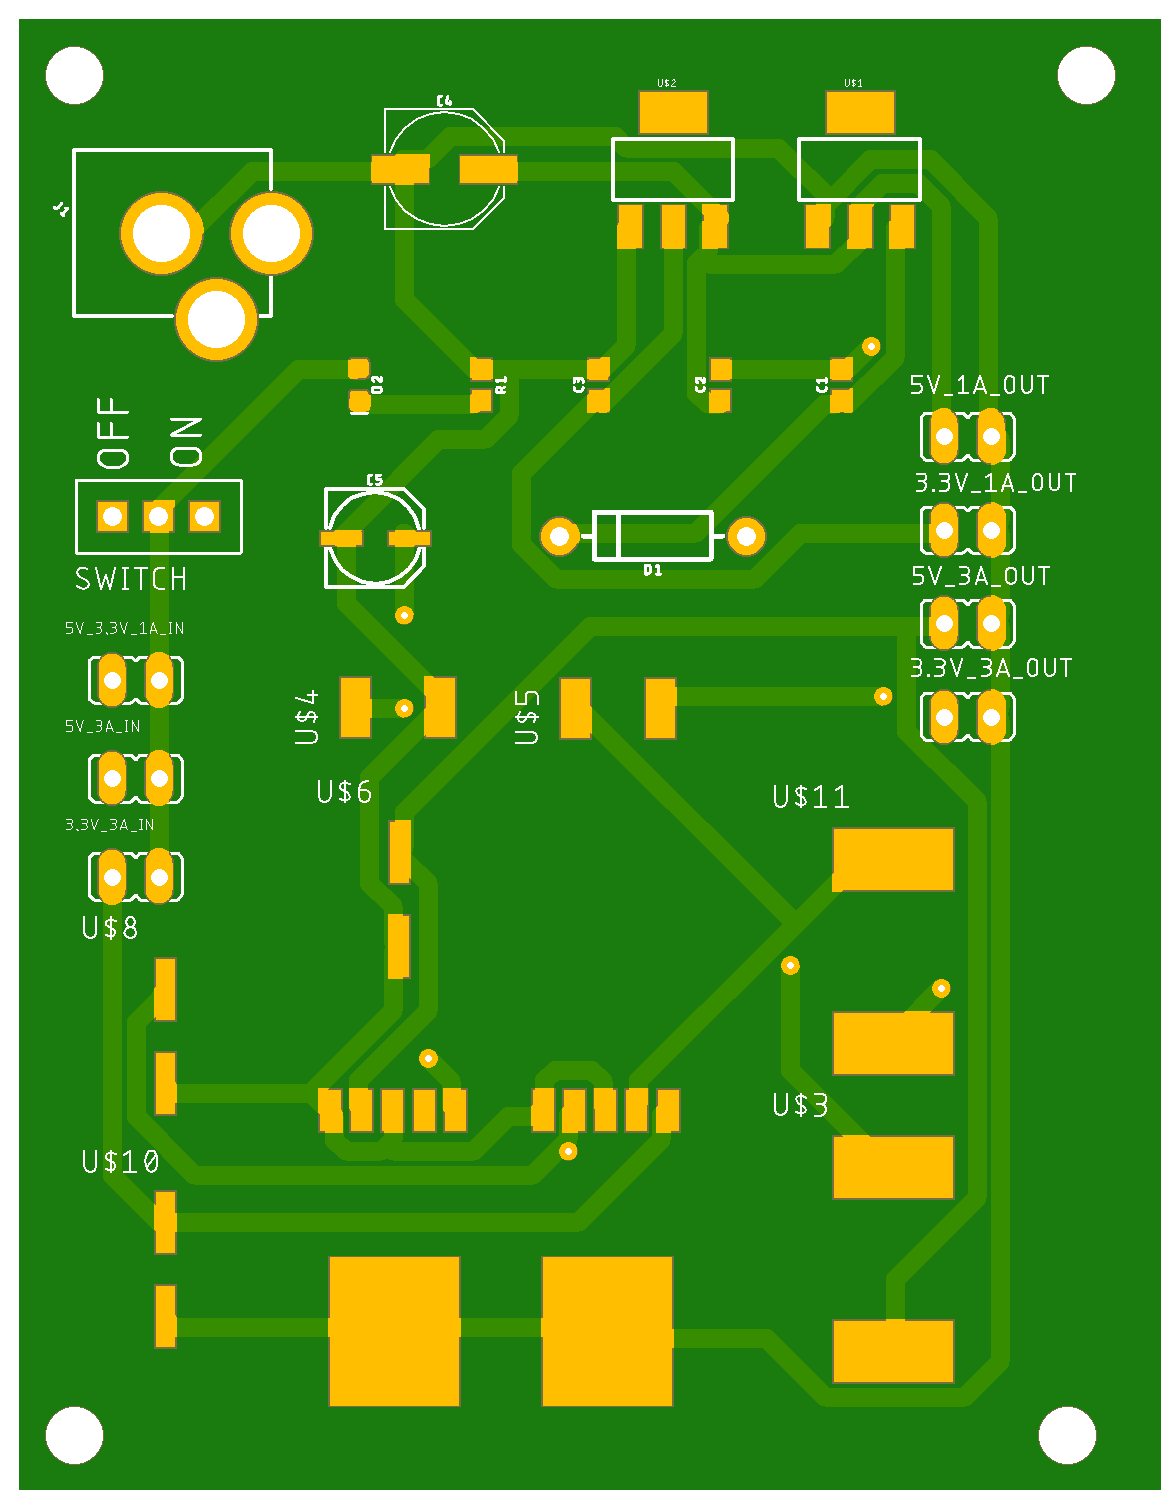 U$2
U$1
C4
J1
D2
R1
C3
C2
C1
5V_1A_OUT
OFF
ON
C5
3.3V_1A_OUT
D1
SWITCH
5V_3A_OUT
5V_3.3V_1A_IN
3.3V_3A_OUT
U$4
U$5
5V_3A_IN
U$6
U$11
3.3V_3A_IN
U$8
U$3
U$10